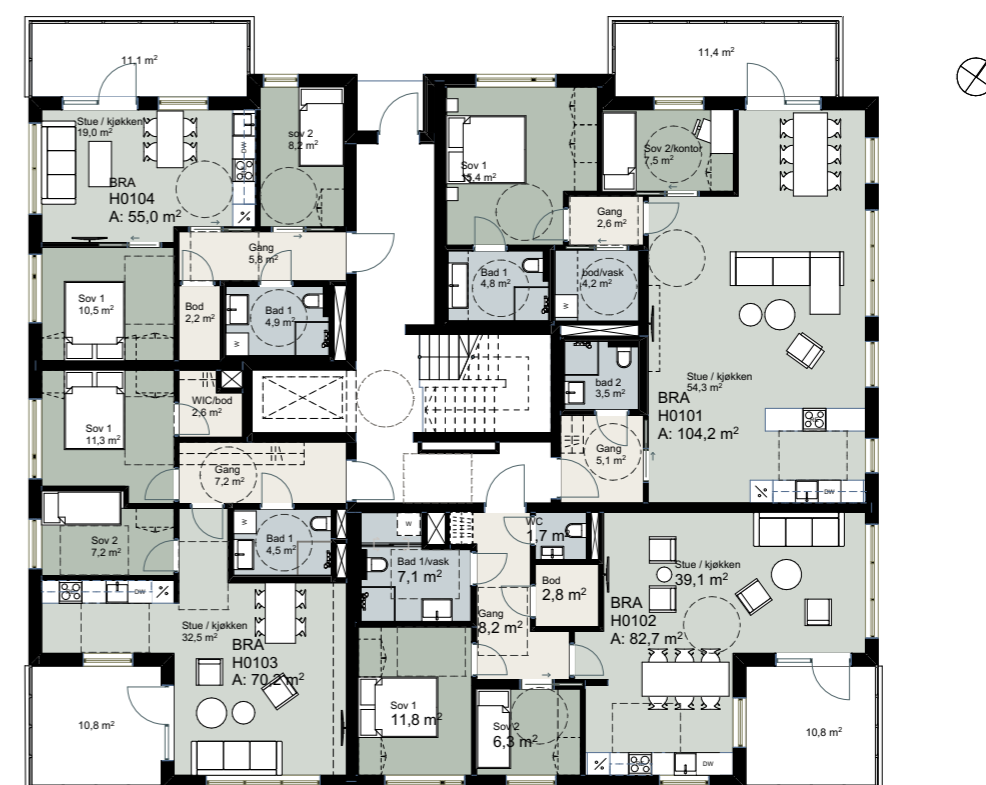 11,1 m²
11,4 m²
Stue / kjøkken
19,0 m²
DW
%
BRA
H0104
A: 55,0 m²
sov 2
8,2 m²
Gang
5,8 m²
Sov 1
10,5 m²
Bod
2,2 m²
Bad 1
4,9 m²
W
Sov 1
15,4 m²
Sov 2/kontor
7,5 m²
Gang
2,6 m²
Bad 1
4,8 m²
bod/vask
4,2 m²
W
bad 2
3,5 m²
Stue / kjøkken
54,3 m²
BRA
H0101
A: 104,2 m²
Gang
5,1 m²
%
DW
Sov 1
11,3 m²
WIC/bod
2,6 m²
Gang
7,2 m²
Sov 2
7,2 m²
W
Bad 1
4,5 m²
DW
%
Stue / kjøkken
32,5 m²
BRA
H0103
A: 70,2 m²
10,8 m²
W
Bad 1/vask
7,1 m²
WC
1,7 m²
Bod
2,8 m²
Gang
8,2 m²
Stue / kjøkken
39,1 m²
BRA
H0102
A: 82,7 m²
Sov 1
11,8 m²
Sov 2
6,3 m²
%
DW
10,8 m²